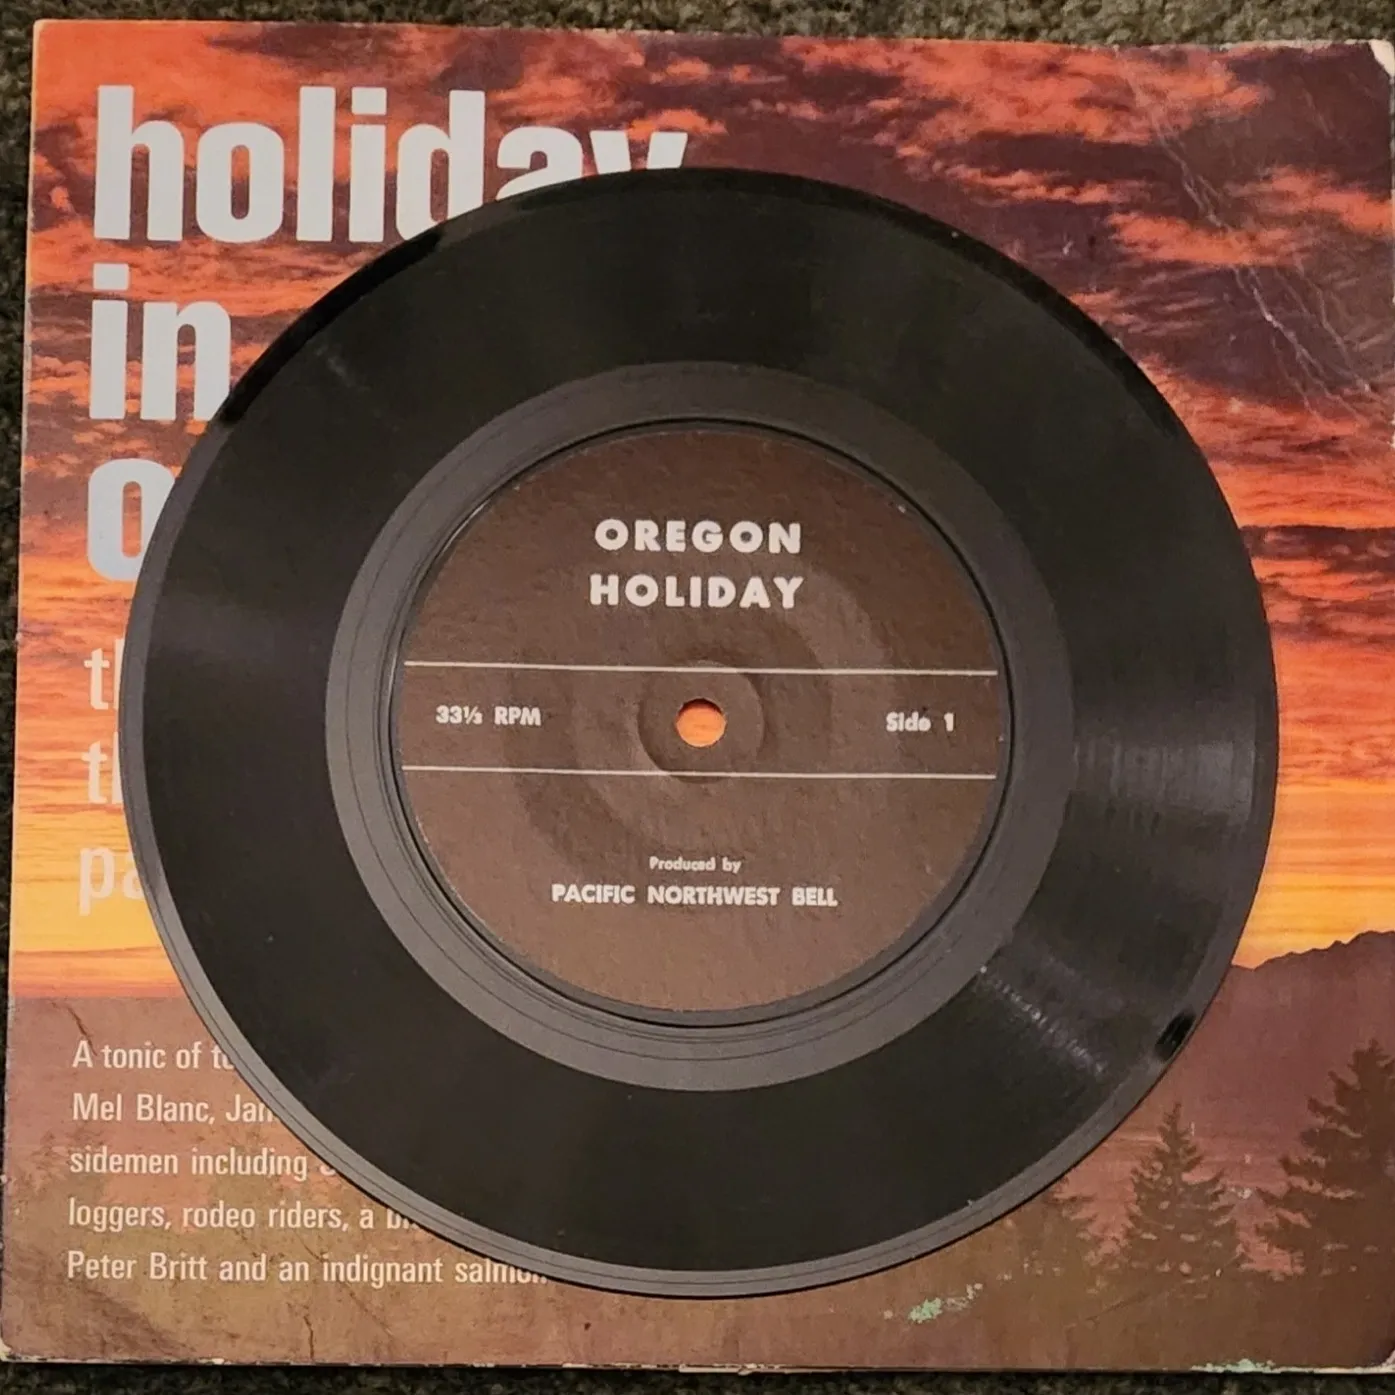 holiday
in
OREGON
HOLIDAY
33⅓ RPM
Side 1
Produced by
PACIFIC NORTHWEST BELL
A tonic of
Mel Blanc,
sidemen including
loggers, rodeo riders, a
Peter Britt and an indignant salmon